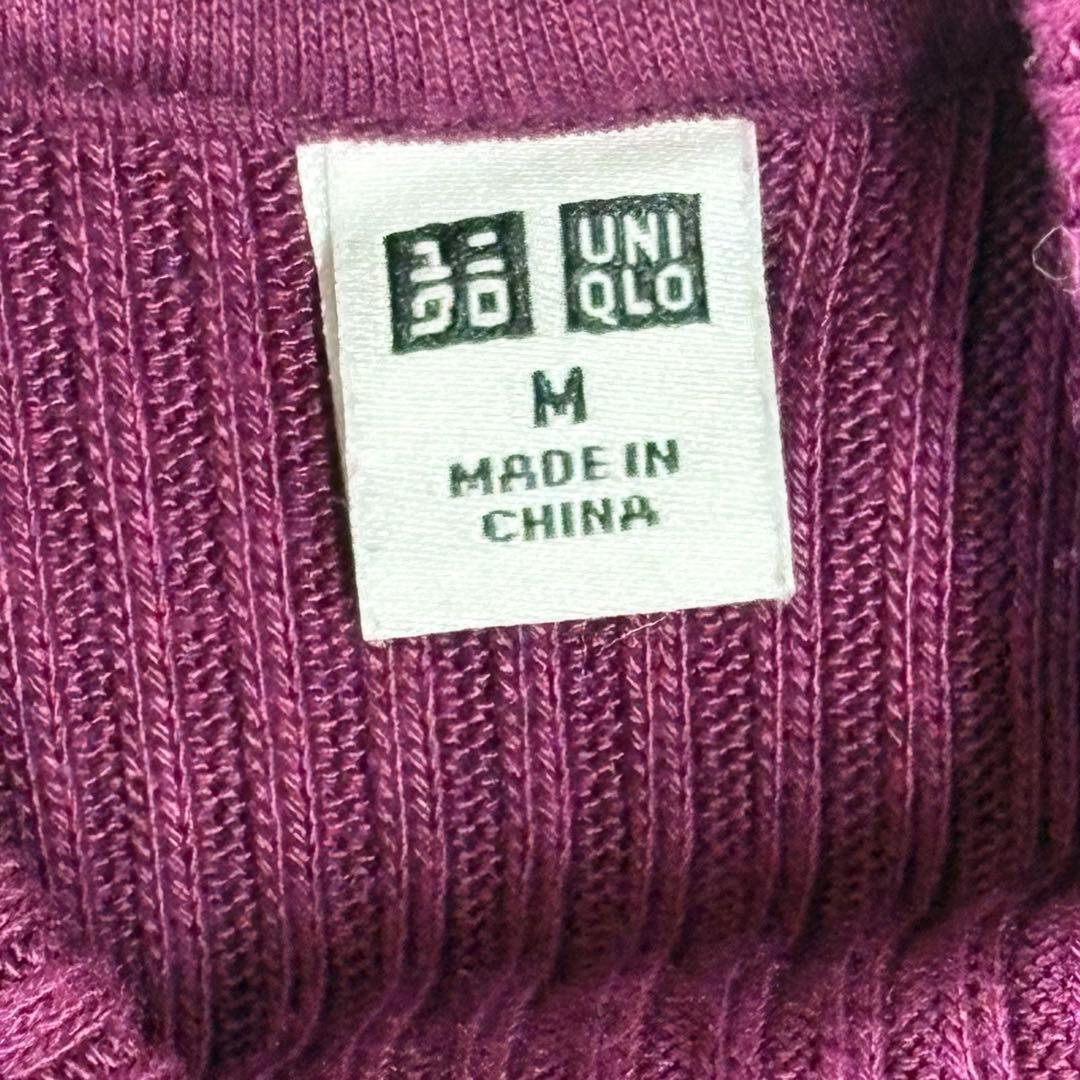 ユニ UNI
クロ QLO
M
MADE IN
CHINA